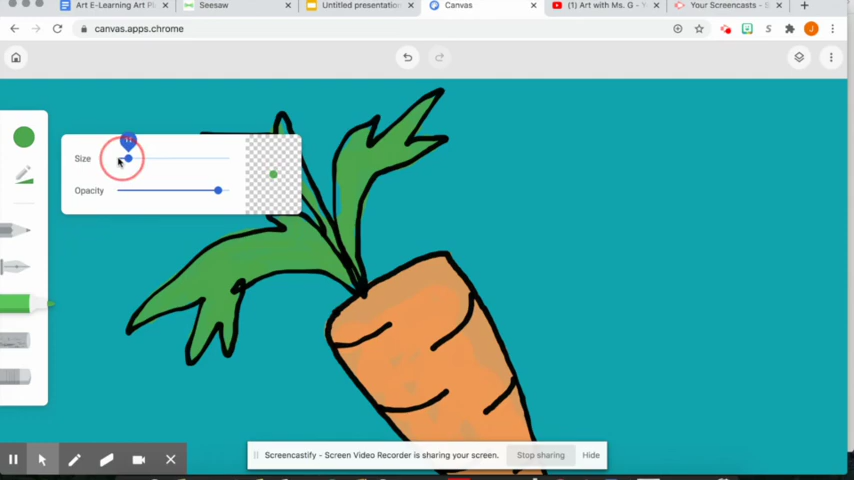 Art E-Learning Art Pl
Seesaw
Untitled presentation
Canvas
(1) Art with Ms. G - Y
Your Screencasts - S
canvas.apps.chrome
J
Size
Opacity
Screencastify - Screen Video Recorder is sharing your screen.
Stop sharing
Hide